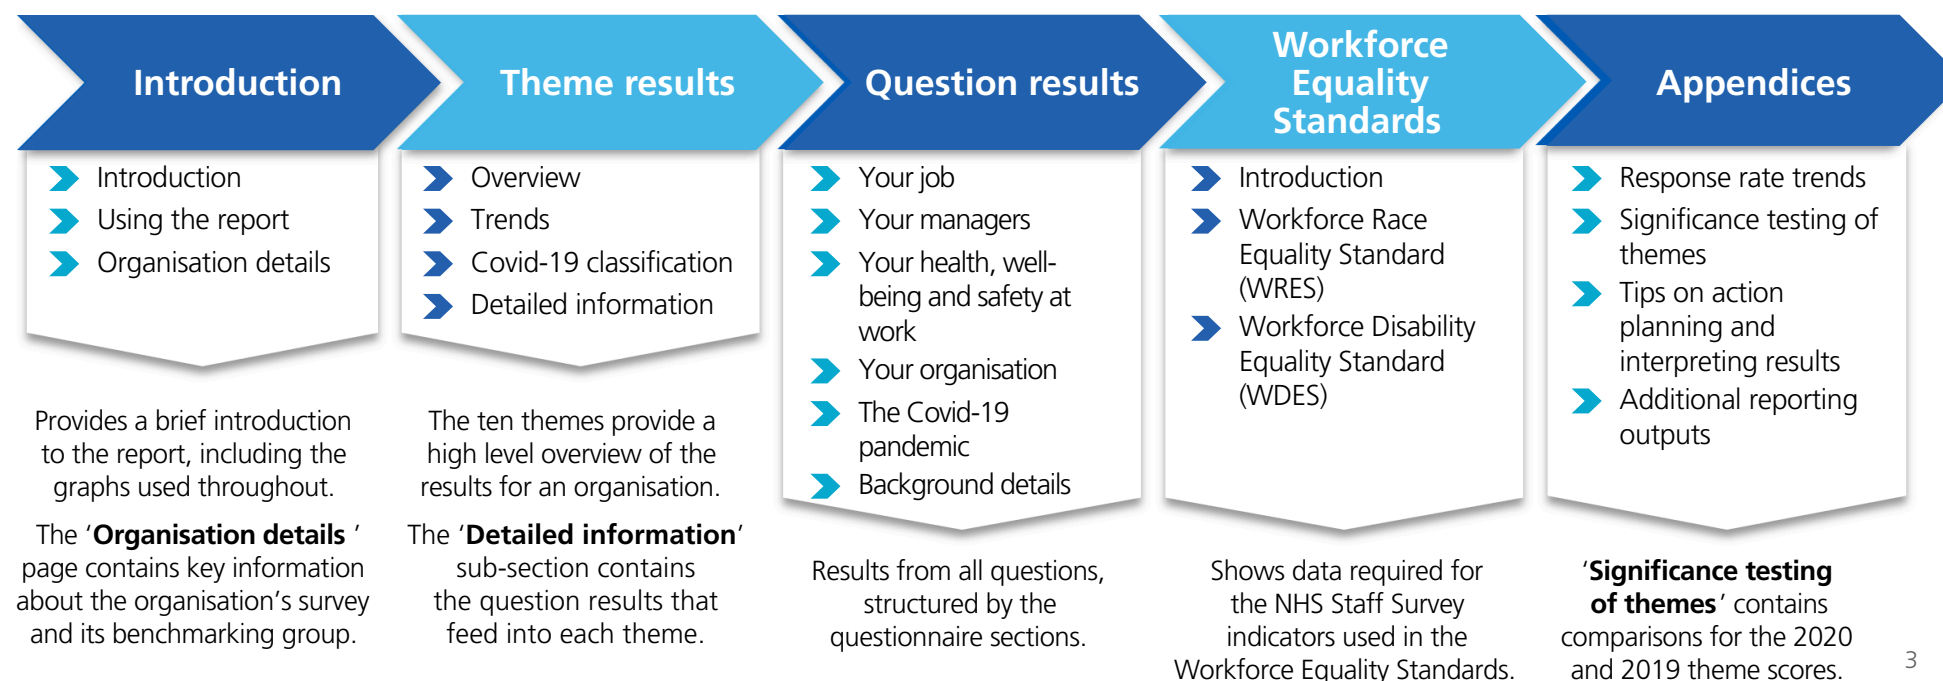 Introduction
Theme results
Question results
Workforce
Equality
Standards
Appendices
Introduction
Using the report
Organisation details
Provides a brief introduction
to the report, including the
graphs used throughout.
The ‘Organisation details ’
page contains key information
about the organisation’s survey
and its benchmarking group.
Overview
Trends
Covid-19 classification
Detailed information
The ten themes provide a
high level overview of the
results for an organisation.
The ‘Detailed information’
sub-section contains
the question results that
feed into each theme.
Your job
Your managers
Your health, well-
being and safety at
work
Your organisation
The Covid-19
pandemic
Background details
Results from all questions,
structured by the
questionnaire sections.
Introduction
Workforce Race
Equality Standard
(WRES)
Workforce Disability
Equality Standard
(WDES)
Shows data required for
the NHS Staff Survey
indicators used in the
Workforce Equality Standards.
Response rate trends
Significance testing of
themes
Tips on action
planning and
interpreting results
Additional reporting
outputs
‘Significance testing
of themes’ contains
comparisons for the 2020
and 2019 theme scores.
3